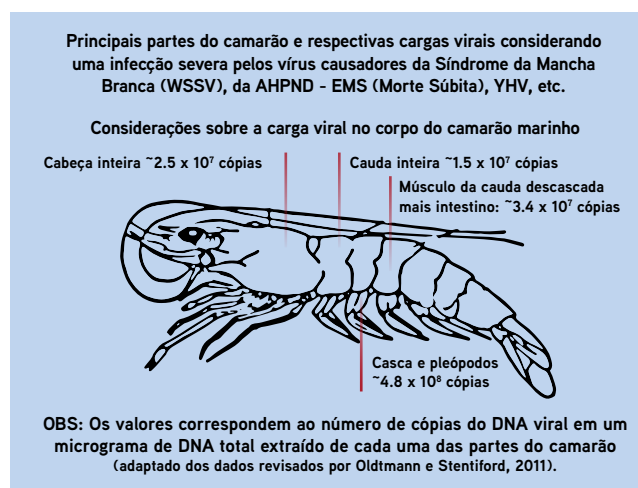 Principais partes do camarão e respectivas cargas virais considerando
uma infecção severa pelos vírus causadores da Síndrome da Mancha
Branca (WSSV), da AHPND - EMS (Morte Súbita), YHV, etc.
Considerações sobre a carga viral no corpo do camarão marinho
Cabeça inteira ~2.5 x 10⁷ cópias
Cauda inteira ~1.5 x 10⁷ cópias
Músculo da cauda descascada
mais intestino: ~3.4 x 10⁷ cópias
Casca e pleópodos
~4.8 x 10⁸ cópias
OBS: Os valores correspondem ao número de cópias do DNA viral em um
micrograma de DNA total extraído de cada uma das partes do camarão
(adaptado dos dados revisados por Oldtmann e Stentiford, 2011).